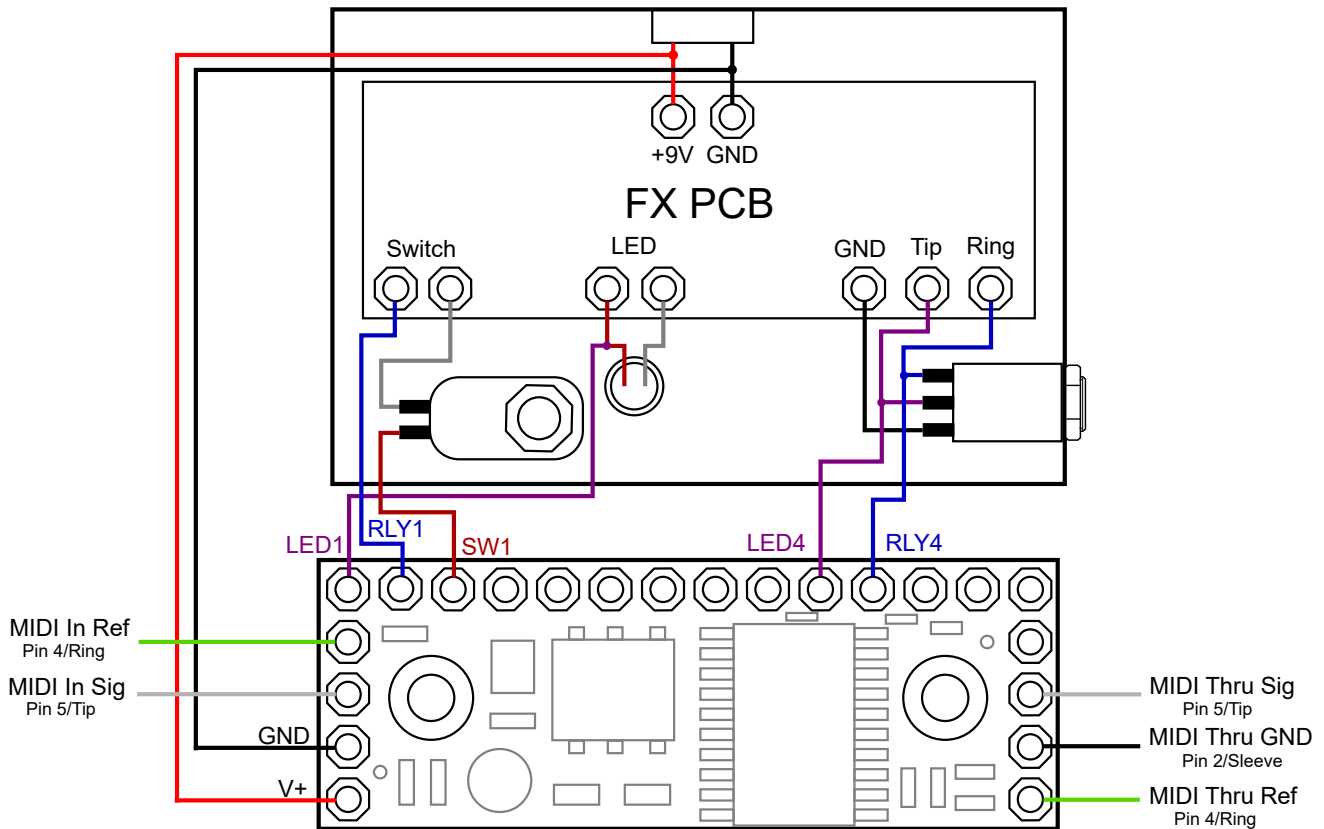 +9V GND
FX PCB
Switch
LED
GND Tip Ring
LED1
RLY1
SW1
LED4
RLY4
MIDI In Ref
Pin 4/Ring
MIDI In Sig
Pin 5/Tip
GND
V+
MIDI Thru Sig
Pin 5/Tip
MIDI Thru GND
Pin 2/Sleeve
MIDI Thru Ref
Pin 4/Ring